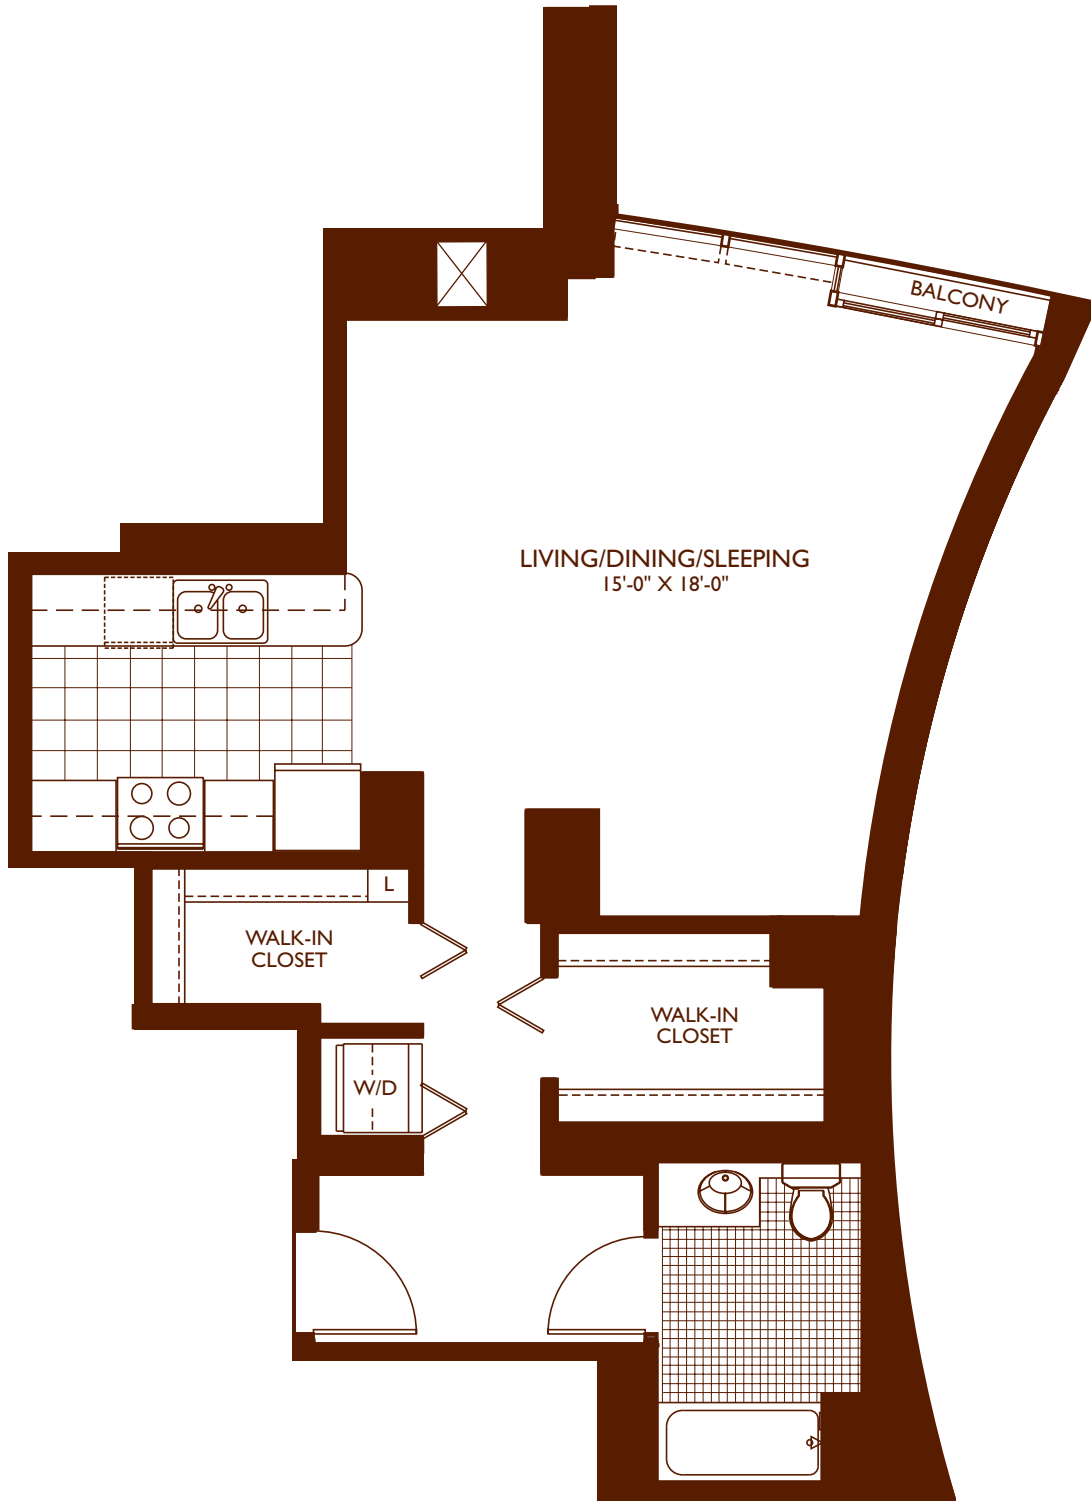 BALCONY
LIVING/DINING/SLEEPING
15'-0" X 18'-0"
L
WALK-IN
CLOSET
WALK-IN
CLOSET
W/D